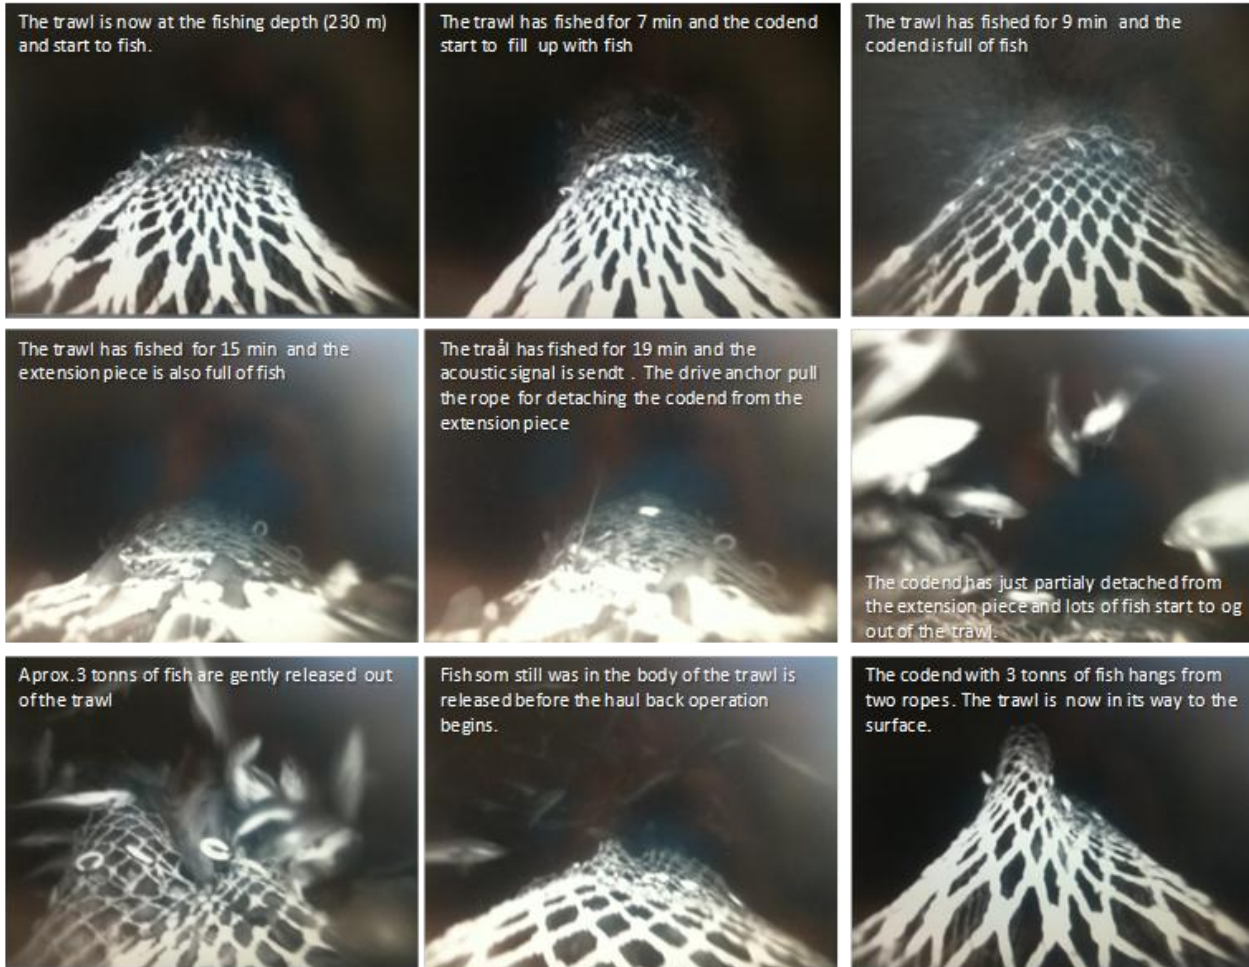 The trawl is now at the fishing depth (230 m)
and start to fish.
The trawl has fished for 7 min and the codend
start to fill up with fish
The trawl has fished for 9 min and the
codend is full of fish
The trawl has fished for 15 min and the
extension piece is also full of fish
The traål has fished for 19 min and the
acoustic signal is sendt . The drive anchor pull
the rope for detaching the codend from the
extension piece
The codend has just partialy detached from
the extension piece and lots of fish start to og
out of the trawl.
Aprox. 3 tonns of fish are gently released out
of the trawl
Fish som still was in the body of the trawl is
released before the haul back operation
begins.
The codend with 3 tonns of fish hangs from
two ropes. The trawl is now in its way to the
surface.